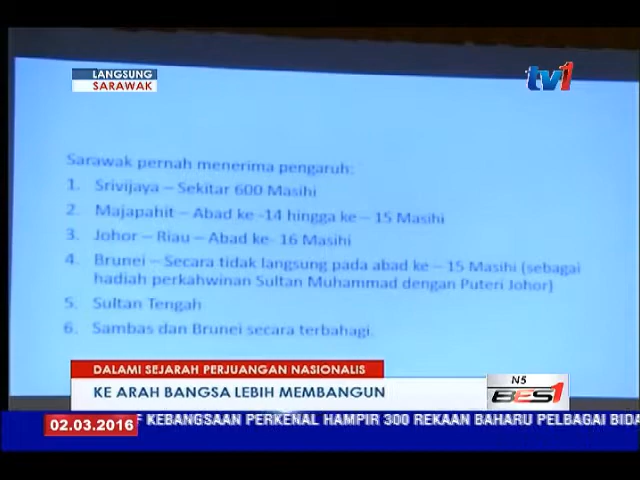 LANGSUNG
SARAWAK
tv1
Sarawak pernah menerima pengaruh:
1. Srivijaya – Sekitar 600 Masihi
2. Majapahit – Abad ke -14 hingga ke – 15 Masihi
3. Johor – Riau – Abad ke- 16 Masihi
4. Brunei – Secara tidak langsung pada abad ke – 15 Masihi (sebagai
hadiah perkahwinan Sultan Muhammad dengan Puteri Johor)
5. Sultan Tengah
6. Sambas dan Brunei secara terbahagi.
DALAMI SEJARAH PERJUANGAN NASIONALIS
KE ARAH BANGSA LEBIH MEMBANGUN
N5
BES1
02.03.2016
F KEBANGSAAN PERKENAL HAMPIR 300 REKAAN BAHARU PELBAGAI BIDA